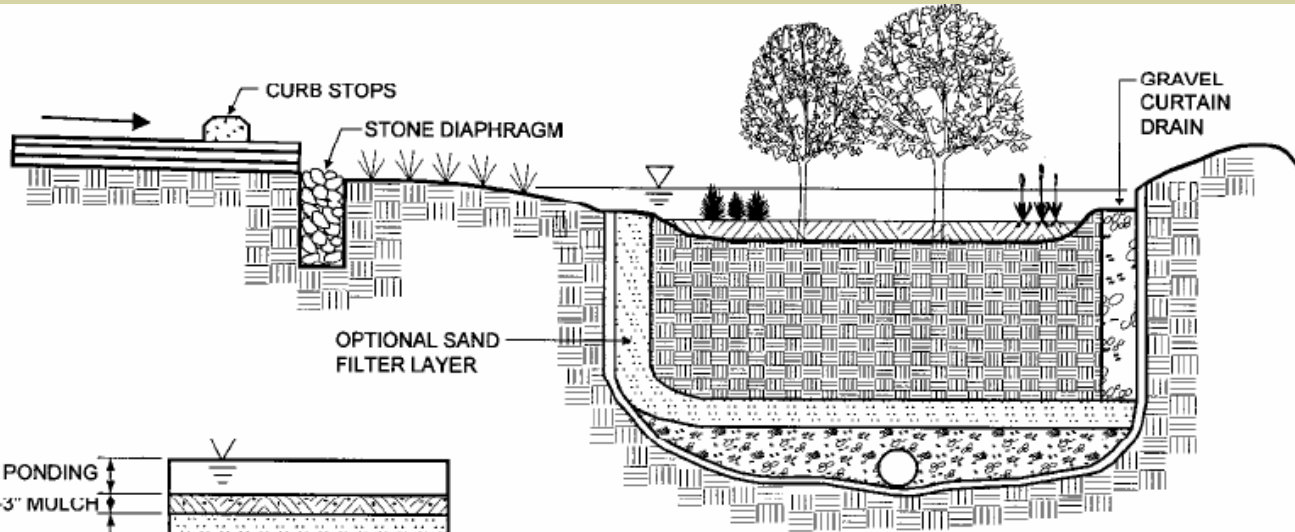 CURB STOPS
STONE DIAPHRAGM
GRAVEL
CURTAIN
DRAIN
OPTIONAL SAND
FILTER LAYER
PONDING
3" MULCH